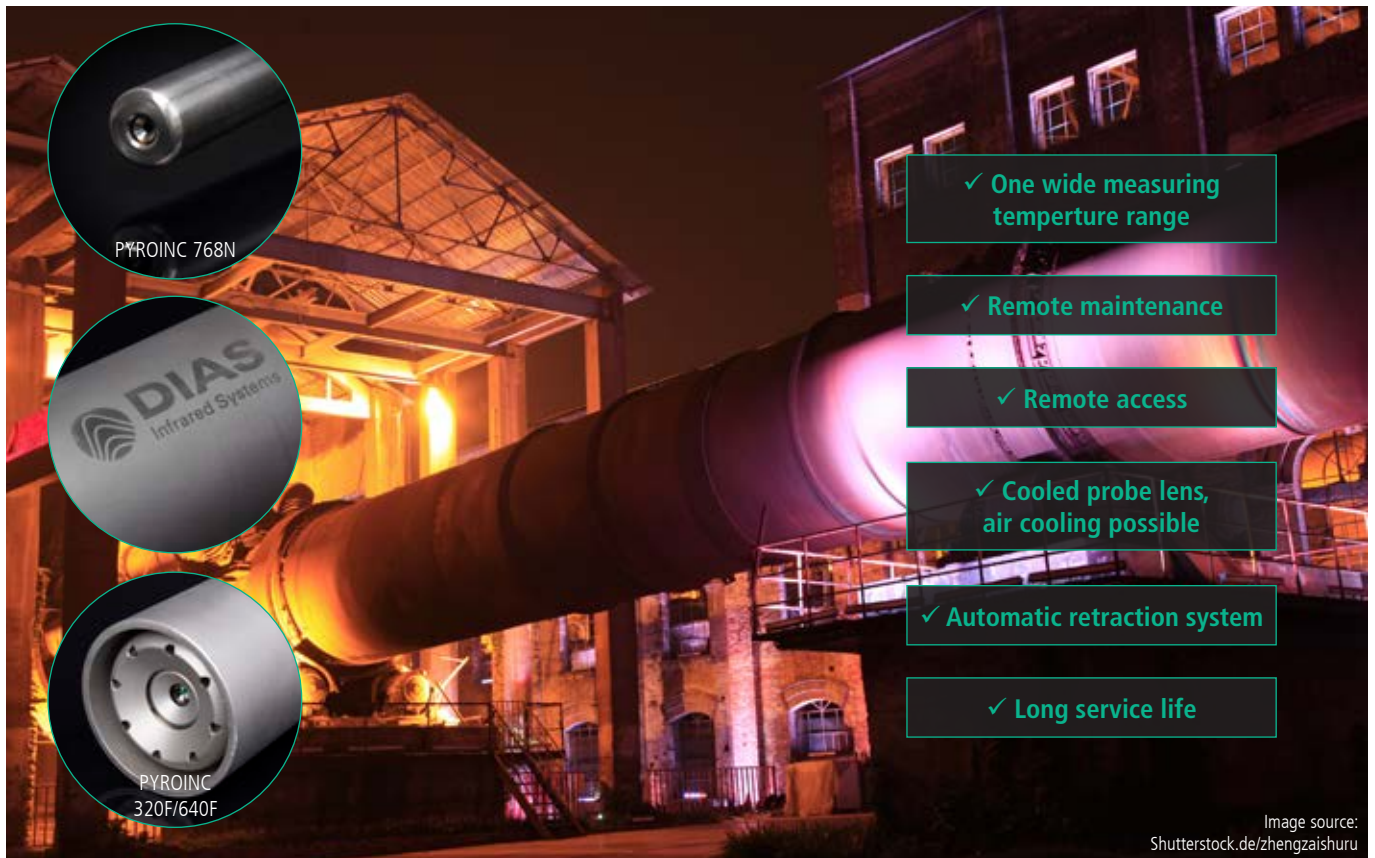 PYROINC 768N
DIAS
Infrared Systems
PYROINC
320F/640F
✓ One wide measuring
temperture range
✓ Remote maintenance
✓ Remote access
✓ Cooled probe lens,
air cooling possible
✓ Automatic retraction system
✓ Long service life
Image source:
Shutterstock.de/zhengzaishuru